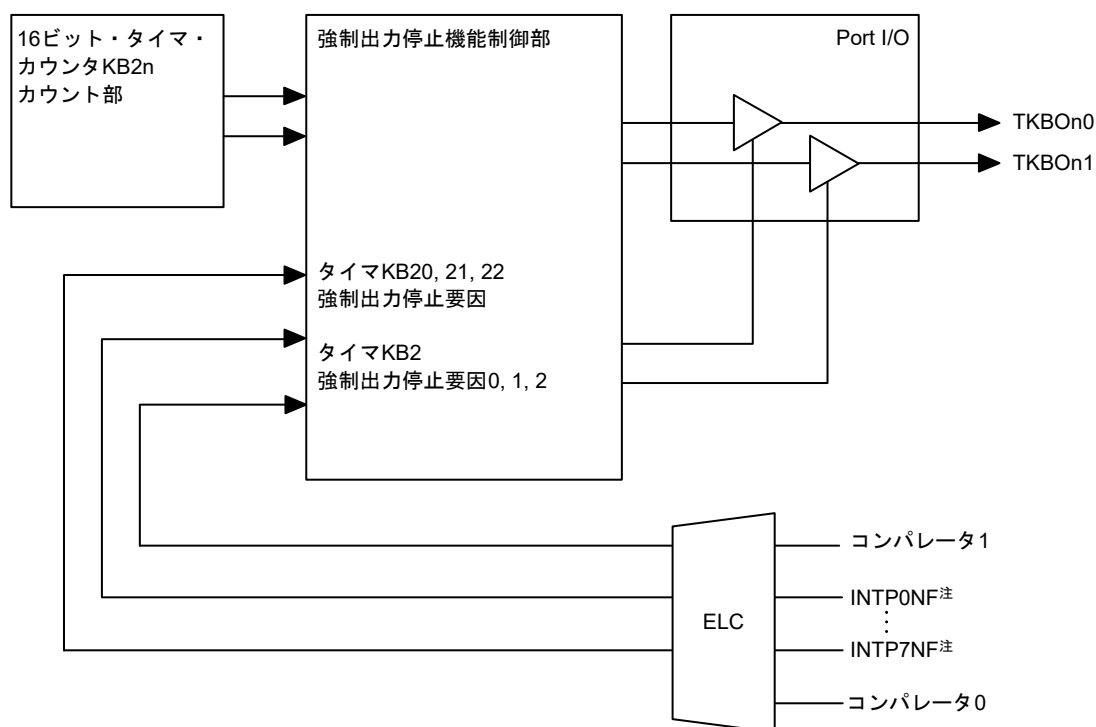 16ビット・タイマ・
カウンタKB2n
カウント部
強制出力停止機能制御部
Port I/O
TKBOn0
TKBOn1
タイマKB20, 21, 22
強制出力停止要因
タイマKB2
強制出力停止要因0, 1, 2
ELC
コンパレータ1
INTP0NF注
INTP7NF注
コンパレータ0